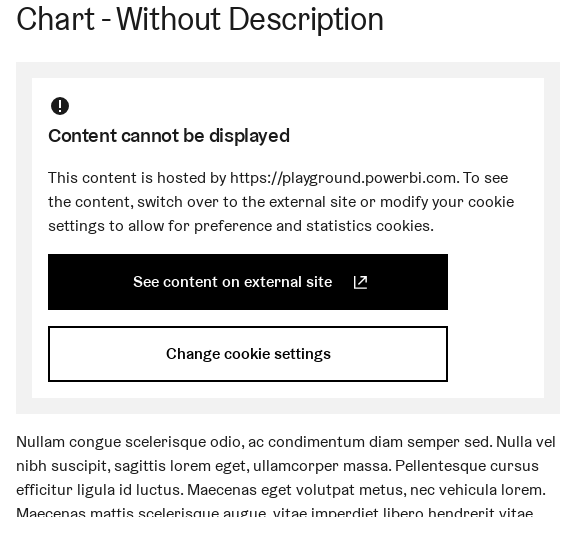 Chart - Without Description
Content cannot be displayed
This content is hosted by https://playground.powerbi.com. To see
the content, switch over to the external site or modify your cookie
settings to allow for preference and statistics cookies.
See content on external site
Change cookie settings
Nullam congue scelerisque odio, ac condimentum diam semper sed. Nulla vel
nibh suscipit, sagittis lorem eget, ullamcorper massa. Pellentesque cursus
efficitur ligula id luctus. Maecenas eget volutpat metus, nec vehicula lorem.
Maecenas mattis scelerisque augue, vitae imperdiet libero hendrerit vitae